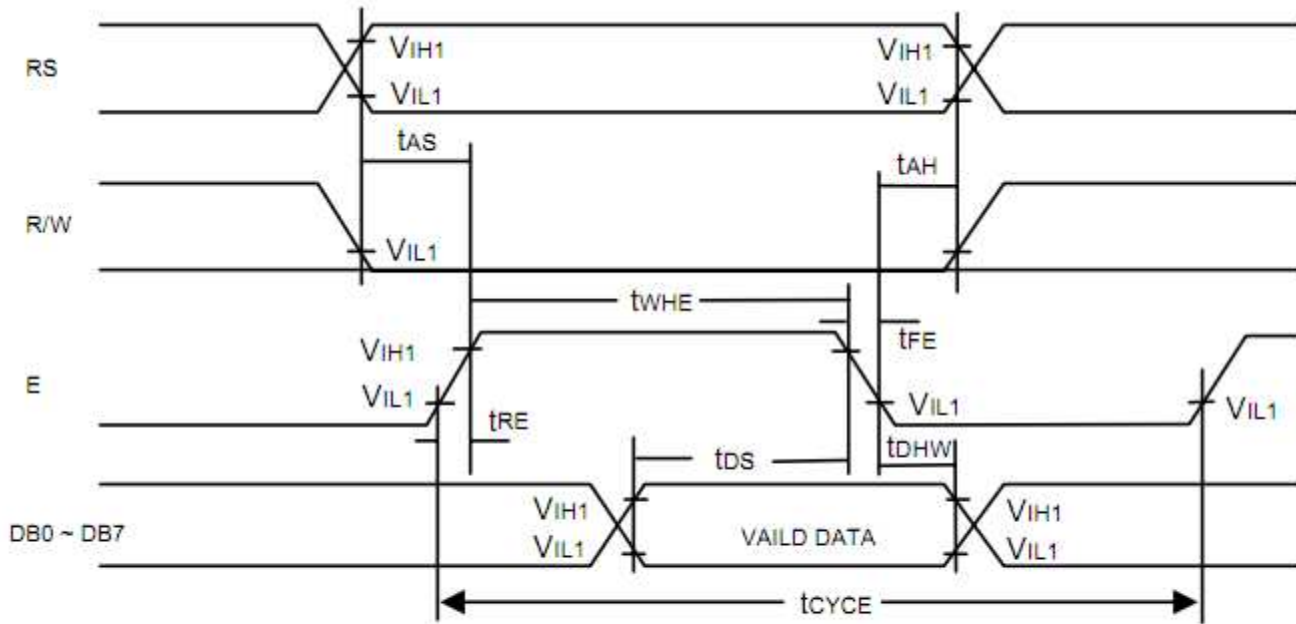 RS
VIH1
VIH1
VIL1
VIL1
tAS
tAH
R/W
VIL1
tWHE
tFE
VIH1
E
VIL1
VIL1
VIL1
tRE
tDHW
tDS
VIH1
VIH1
DB0 ~ DB7
VAILD DATA
VIL1
VIL1
tCYCE